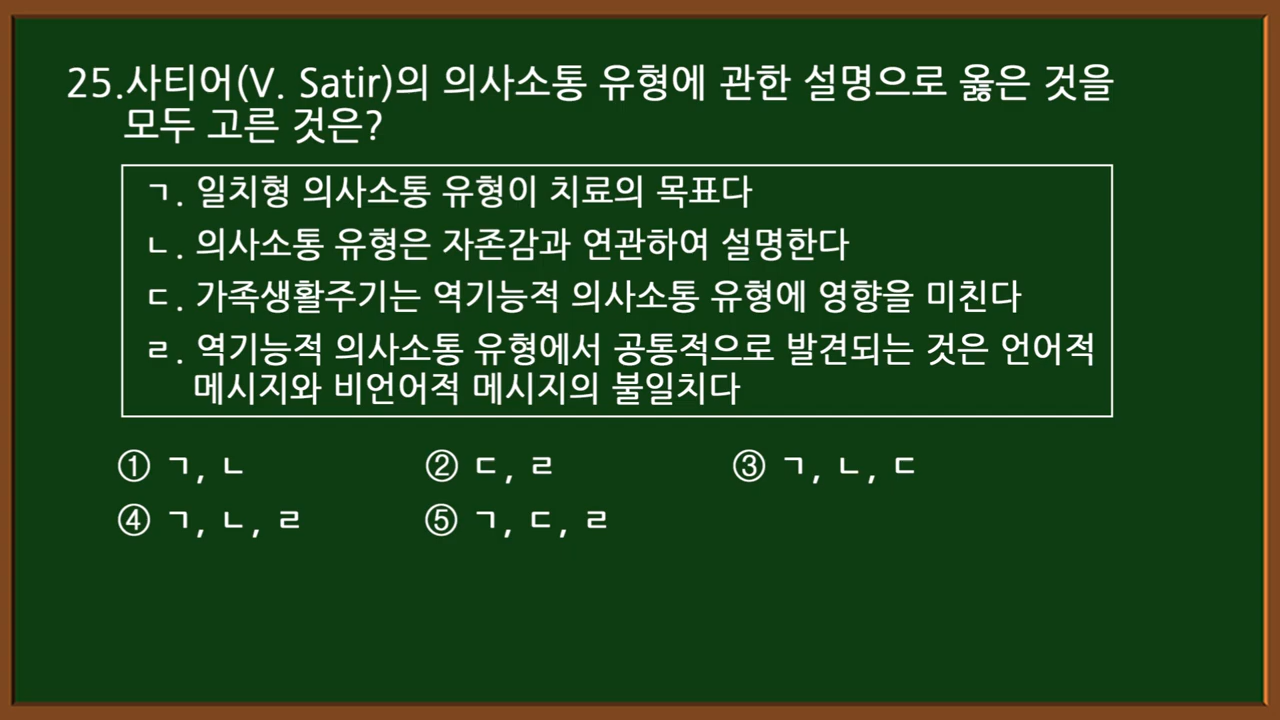 25.사티어(V. Satir)의 의사소통 유형에 관한 설명으로 옳은 것을
모두 고른 것은?
ㄱ. 일치형 의사소통 유형이 치료의 목표다
ㄴ. 의사소통 유형은 자존감과 연관하여 설명한다
ㄷ. 가족생활주기는 역기능적 의사소통 유형에 영향을 미친다
ㄹ. 역기능적 의사소통 유형에서 공통적으로 발견되는 것은 언어적
메시지와 비언어적 메시지의 불일치다
① ㄱ, ㄴ ② ㄷ, ㄹ ③ ㄱ, ㄴ, ㄷ
④ ㄱ, ㄴ, ㄹ ⑤ ㄱ, ㄷ, ㄹ